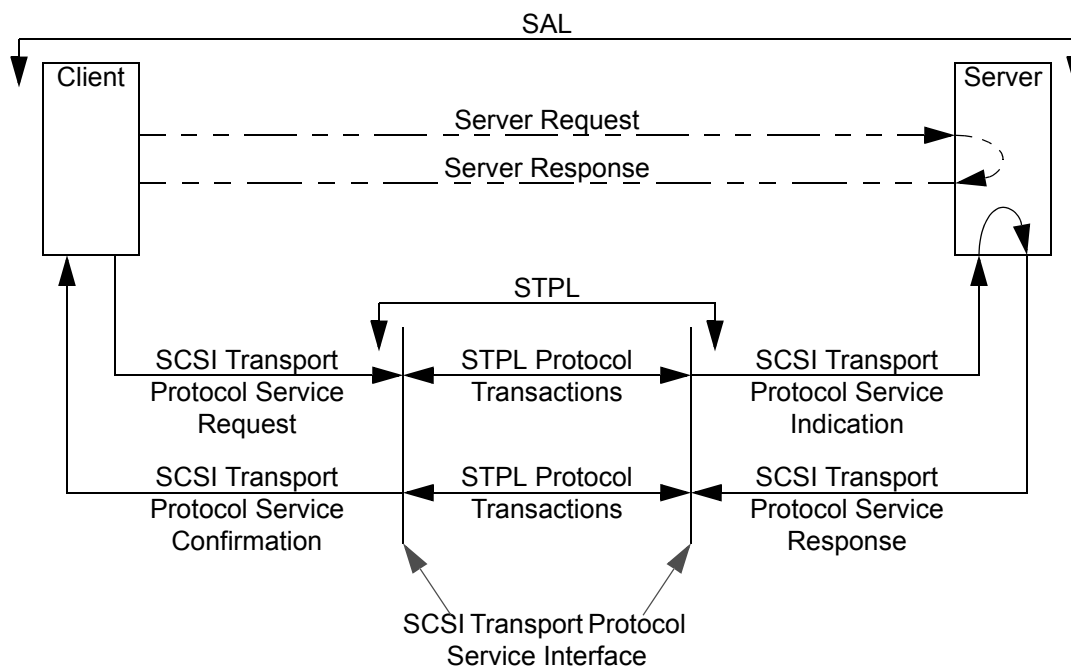 SAL
Client
Server
Server Request
Server Response
STPL
SCSI Transport
Protocol Service
Request
STPL Protocol
Transactions
SCSI Transport
Protocol Service
Indication
SCSI Transport
Protocol Service
Confirmation
STPL Protocol
Transactions
SCSI Transport
Protocol Service
Response
SCSI Transport Protocol
Service Interface